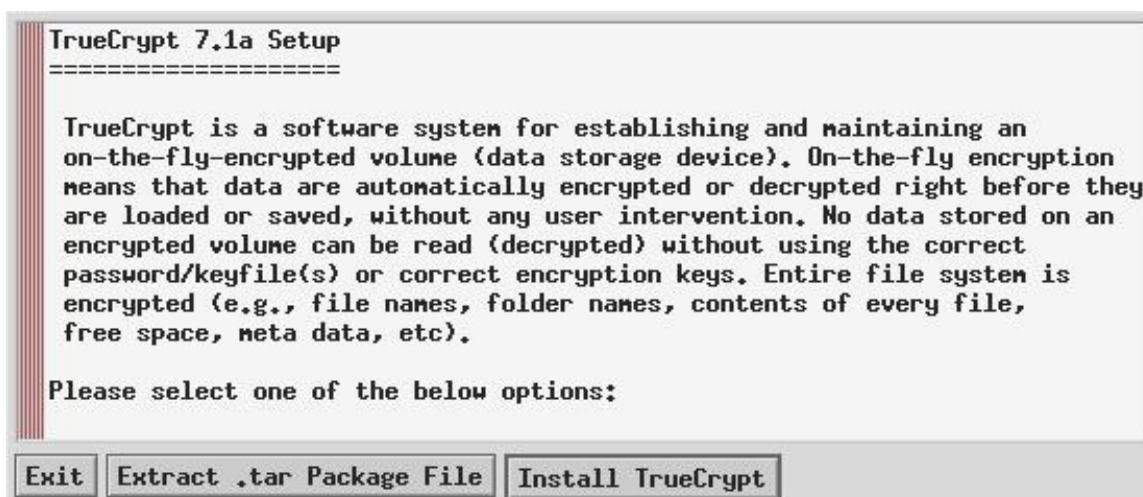 TrueCrypt 7.1a Setup
====================
TrueCrypt is a software system for establishing and maintaining an
on-the-fly-encrypted volume (data storage device). On-the-fly encryption
means that data are automatically encrypted or decrypted right before they
are loaded or saved, without any user intervention. No data stored on an
encrypted volume can be read (decrypted) without using the correct
password/keyfile(s) or correct encryption keys. Entire file system is
encrypted (e.g., file names, folder names, contents of every file,
free space, meta data, etc).
Please select one of the below options:
Exit Extract .tar Package File Install TrueCrypt